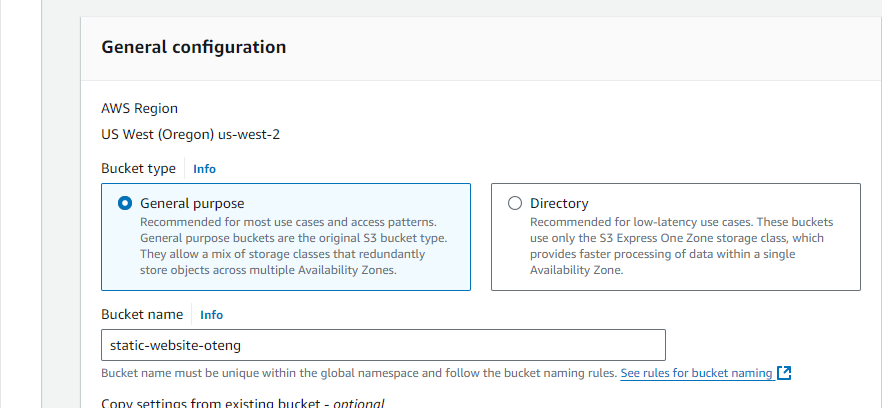 General configuration
AWS Region
US West (Oregon) us-west-2
Bucket type Info
General purpose
Recommended for most use cases and access patterns.
General purpose buckets are the original S3 bucket type.
They allow a mix of storage classes that redundantly
store objects across multiple Availability Zones.
Directory
Recommended for low-latency use cases. These buckets
use only the S3 Express One Zone storage class, which
provides faster processing of data within a single
Availability Zone.
Bucket name Info
static-website-oteng
Bucket name must be unique within the global namespace and follow the bucket naming rules. See rules for bucket naming
Copy settings from existing bucket - optional